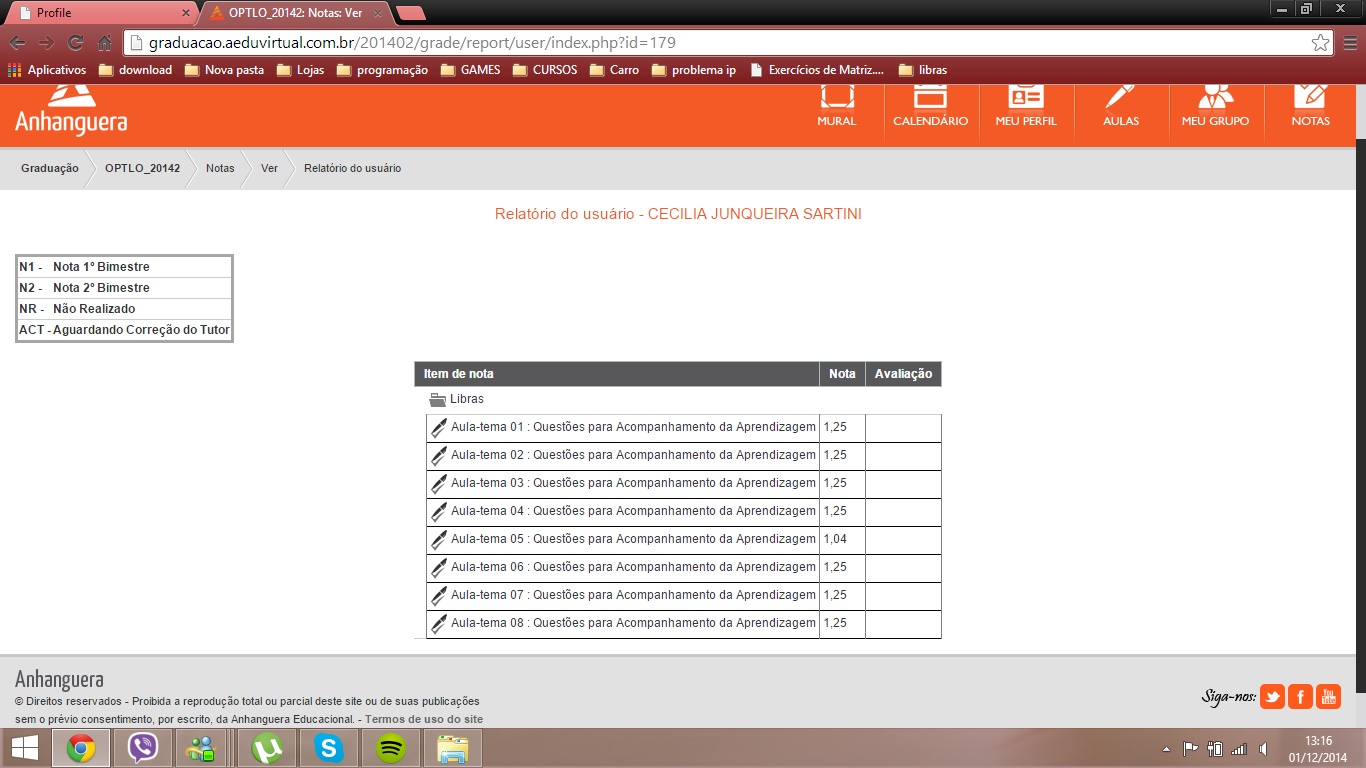 Profile
OPTLO_20142: Notas: Ver
graduacao.aeduvirtual.com.br/201402/grade/report/user/index.php?id=179
Aplicativos download Nova pasta Lojas programação GAMES CURSOS Carro problema ip Exercícios de Matriz.... libras
Anhanguera
MURAL CALENDÁRIO MEU PERFIL AULAS MEU GRUPO NOTAS
Graduação OPTLO_20142 Notas Ver Relatório do usuário
Relatório do usuário - CECILIA JUNQUEIRA SARTINI
N1 - Nota 1º Bimestre
N2 - Nota 2º Bimestre
NR - Não Realizado
ACT - Aguardando Correção do Tutor
Item de nota Nota Avaliação
Libras
Aula-tema 01 : Questões para Acompanhamento da Aprendizagem 1,25
Aula-tema 02 : Questões para Acompanhamento da Aprendizagem 1,25
Aula-tema 03 : Questões para Acompanhamento da Aprendizagem 1,25
Aula-tema 04 : Questões para Acompanhamento da Aprendizagem 1,25
Aula-tema 05 : Questões para Acompanhamento da Aprendizagem 1,04
Aula-tema 06 : Questões para Acompanhamento da Aprendizagem 1,25
Aula-tema 07 : Questões para Acompanhamento da Aprendizagem 1,25
Aula-tema 08 : Questões para Acompanhamento da Aprendizagem 1,25
Anhanguera
© Direitos reservados - Proibida a reprodução total ou parcial deste site ou de suas publicações
sem o prévio consentimento, por escrito, da Anhanguera Educacional. - Termos de uso do site
Siga-nos:
You Tube
13:16
01/12/2014